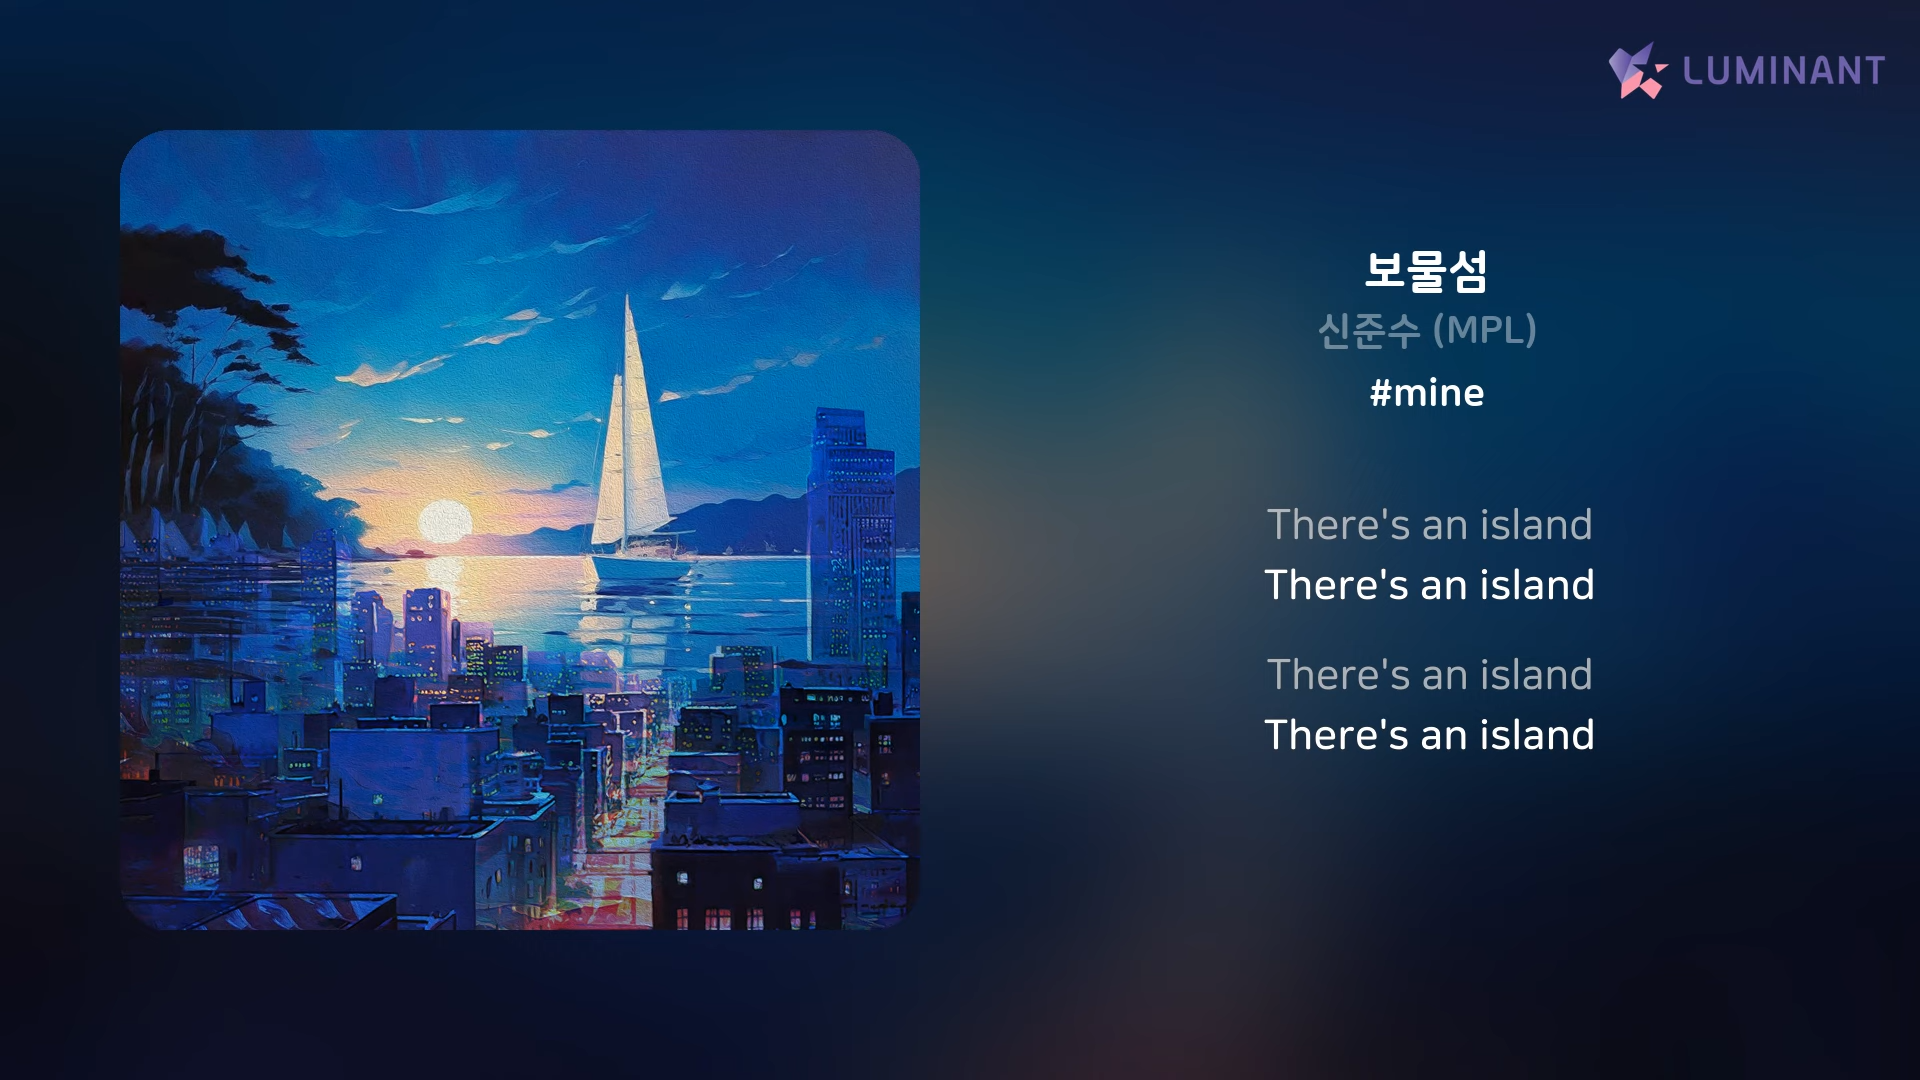 LUMINANT
보물섬
신준수 (MPL)
#mine
There's an island
There's an island
There's an island
There's an island